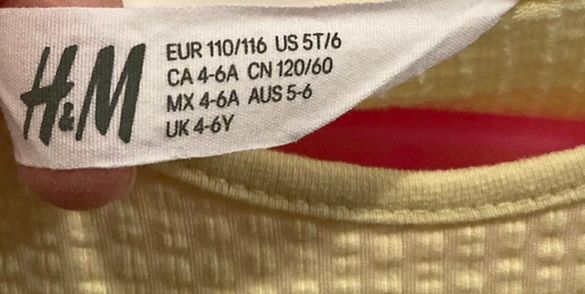 H&M
EUR 110/116 US 5T/6
CA 4-6A CN 120/60
MX 4-6A AUS 5-6
UK 4-6Y